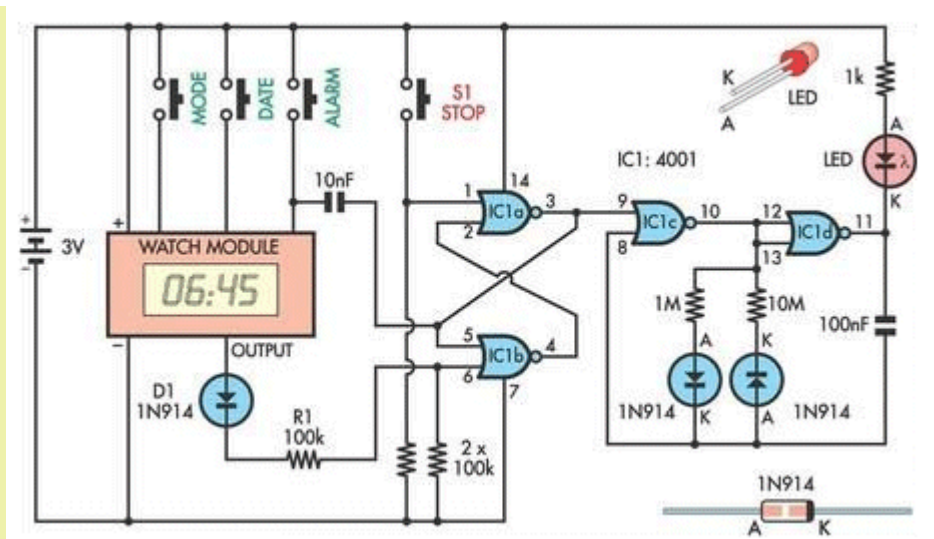 MODE
DATE
ALARM
S1
STOP
K
A
LED
1k
A
LED
λ
K
IC1: 4001
10nF
1
2
14
3
IC1a
9
8
IC1c
10
12
13
IC1d
11
+
3V
-
+
WATCH MODULE
06:45
-
OUTPUT
D1
1N914
R1
100k
5
6
IC1b
4
7
2 x
100k
1M
10M
100nF
A
K
1N914
K
A
1N914
1N914
A
K